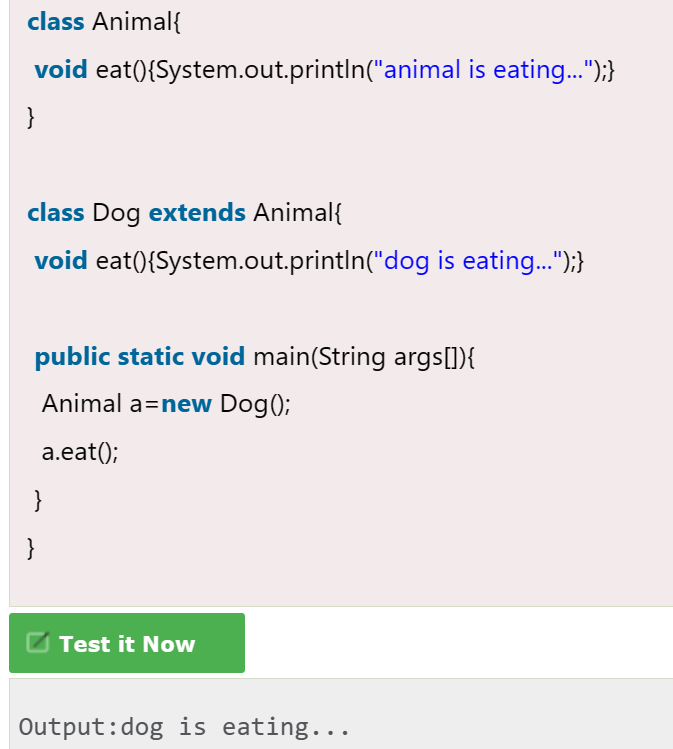 class Animal{
void eat(){System.out.println("animal is eating...");}
}
class Dog extends Animal{
void eat(){System.out.println("dog is eating...");}
public static void main(String args[]){
Animal a=new Dog();
a.eat();
}
}
Test it Now
Output:dog is eating...